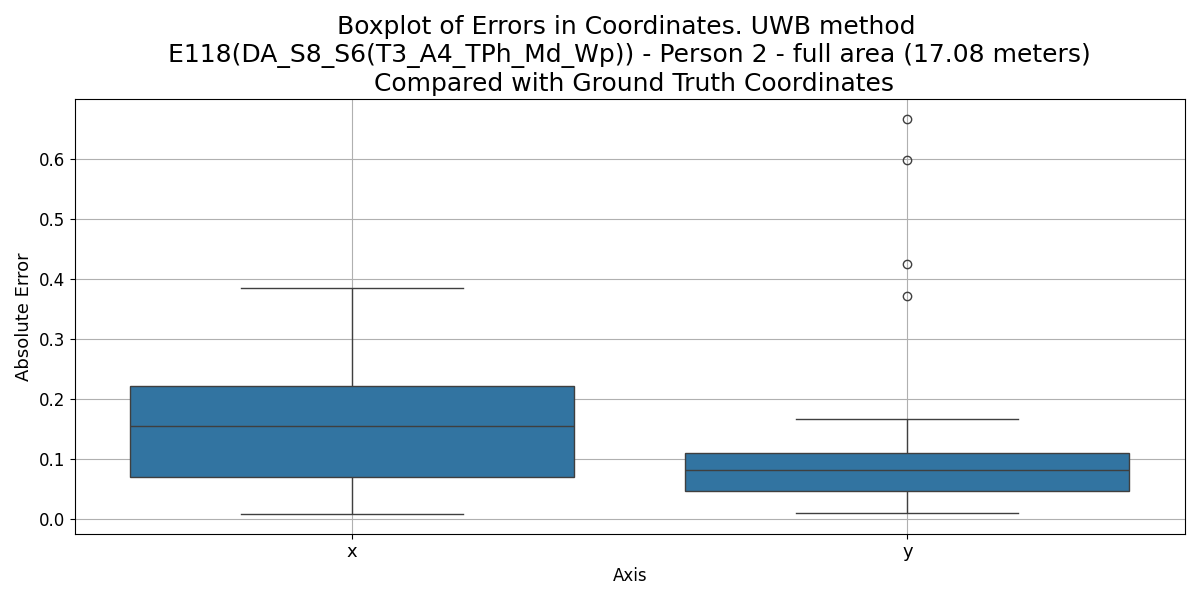 Boxplot of Errors in Coordinates. UWB method
E118(DA_S8_S6(T3_A4_TPh_Md_Wp)) - Person 2 - full area (17.08 meters)
Compared with Ground Truth Coordinates
Absolute Error
0.6
0.5
0.4
0.3
0.2
0.1
0.0
x
y
Axis